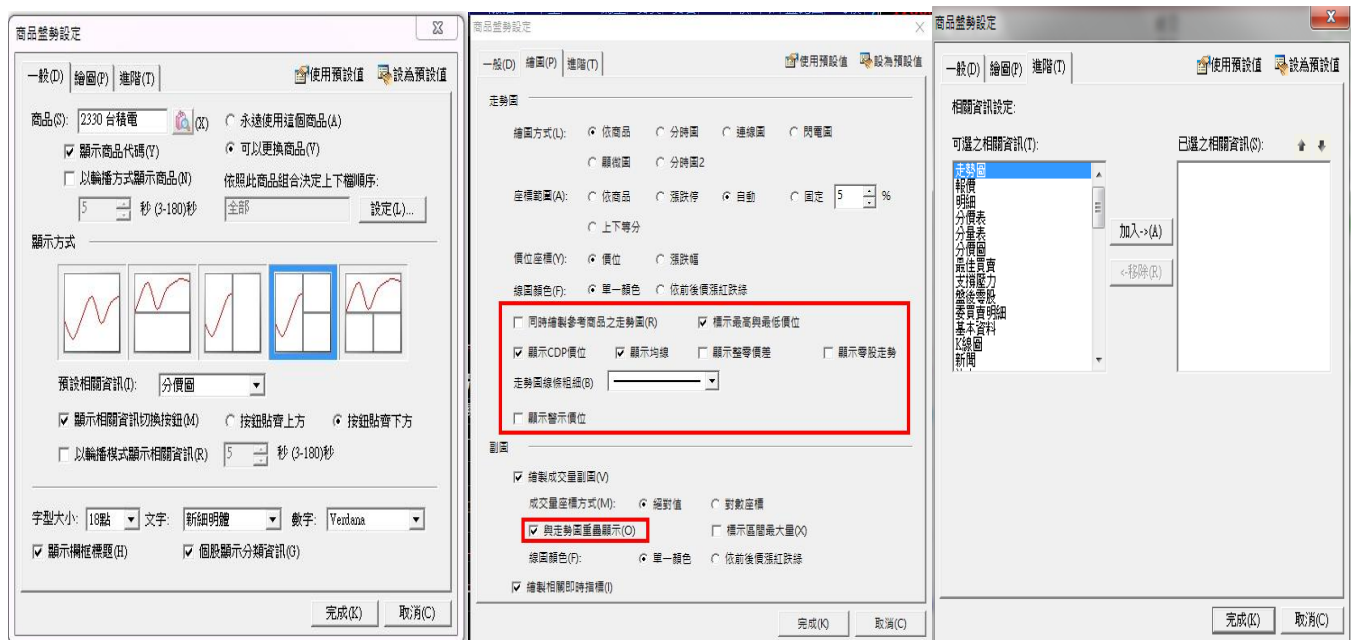 商品盤勢設定
一般(D) 繪圖(P) 進階(T) 使用預設值 設為預設值
商品(S): 2330 台積電 (X) 永遠使用這個商品(A)
顯示商品代碼(Y) 可以更換商品(V)
以輪播方式顯示商品(N) 依照此商品組合決定上下檔順序:
5 秒 (3-180)秒 全部 設定(L)...
顯示方式
預設相關資訊(I): 分價圖
顯示相關資訊切換按鈕(M) 按鈕貼齊上方 按鈕貼齊下方
以輪播模式顯示相關資訊(R) 5 秒 (3-180)秒
字型大小: 18點 文字: 新細明體 數字: Verdana
顯示欄框標題(H) 個股顯示分類資訊(G)
完成(K) 取消(C)
商品盤勢設定
一般(D) 繪圖(P) 進階(T) 使用預設值 設為預設值
走勢圖
繪圖方式(L): 依商品 分時圖 連線圖 閃電圖
顯微圖 分時圖2
座標範圍(A): 依商品 漲跌停 自動 固定 5 %
上下等分
價位座標(Y): 價位 漲跌幅
線圖顏色(F): 單一顏色 依前後價漲紅跌綠
同時繪製參考商品之走勢圖(R) 標示最高與最低價位
顯示CDP價位 顯示均線 顯示整零價差 顯示零股走勢
走勢圖線條粗細(B)
顯示警示價位
副圖
繪製成交量副圖(V)
成交量座標方式(M): 絕對值 對數座標
與走勢圖重疊顯示(O) 標示區間最大量(X)
線圖顏色(F): 單一顏色 依前後價漲紅跌綠
繪製相關即時指標(I)
完成(K) 取消(C)
商品盤勢設定
一般(D) 繪圖(P) 進階(T) 使用預設值 設為預設值
相關資訊設定:
可選之相關資訊(T): 已選之相關資訊(S):
走勢圖
報價
明細
分價表
分量表
分價圖
最佳買賣
支撐壓力
盤後零股
委買賣明細
基本資料
K線圖
新聞
加入->(A)
<-移除(R)
完成(K) 取消(C)